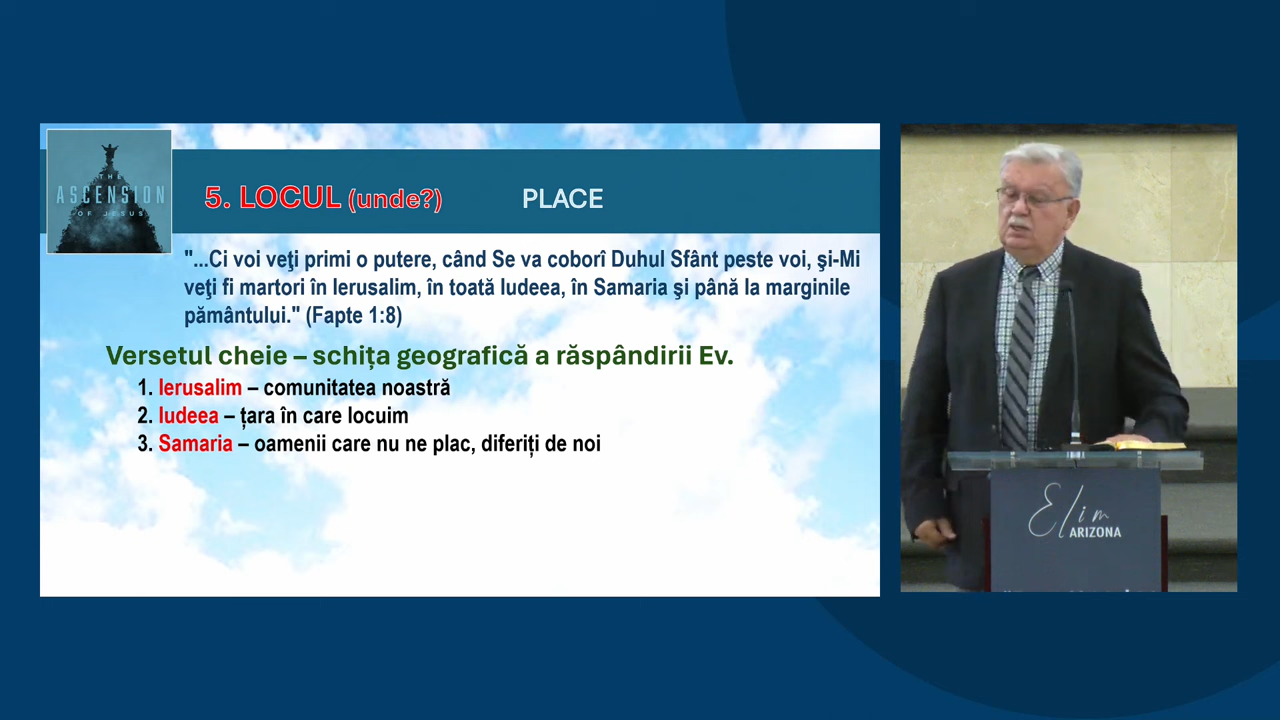 THE
ASCENSION
OF JESUS
5. LOCUL (unde?)
PLACE
"...Ci voi veţi primi o putere, când Se va coborî Duhul Sfânt peste voi, şi-Mi
veţi fi martori în Ierusalim, în toată Iudeea, în Samaria şi până la marginile
pământului." (Fapte 1:8)
Versetul cheie – schița geografică a răspândirii Ev.
1. Ierusalim – comunitatea noastră
2. Iudeea – țara în care locuim
3. Samaria – oamenii care nu ne plac, diferiți de noi
Elim
ARIZONA